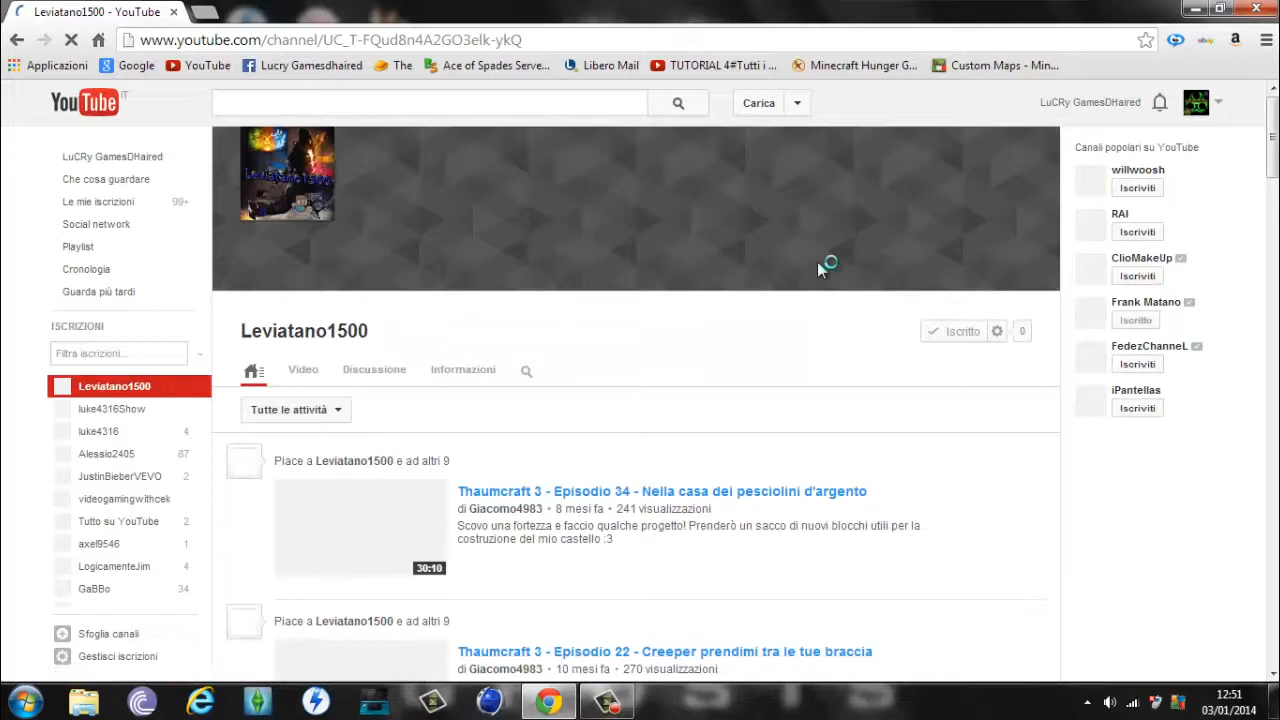 Leviatano1500 - YouTube
www.youtube.com/channel/UC_T-FQud8n4A2GO3elk-ykQ
Applicazioni Google YouTube Lucry Gamesdhaired The Ace of Spades Serve... Libero Mail TUTORIAL 4#Tutti i ... Minecraft Hunger G... Custom Maps - Min...
YouTube IT Carica LuCRy GamesDHaired
LuCRy GamesDHaired
Che cosa guardare
Le mie iscrizioni 99+
Social network
Playlist
Cronologia
Guarda più tardi
ISCRIZIONI
Filtra iscrizioni...
Leviatano1500
luke4316Show
luke4316 4
Alessio2405 87
JustinBieberVEVO 2
videogamingwithcek
Tutto su YouTube 2
axel9546 1
LogicamenteJim 4
GaBBo 34
Sfoglia canali
Gestisci iscrizioni
Leviatano1500
Iscritto 0
Video Discussione Informazioni
Tutte le attività
Piace a Leviatano1500 e ad altri 9
Thaumcraft 3 - Episodio 34 - Nella casa dei pesciolini d'argento
di Giacomo4983 • 8 mesi fa • 241 visualizzazioni
Scovo una fortezza e faccio qualche progetto! Prenderò un sacco di nuovi blocchi utili per la
costruzione del mio castello :3
30:10
Piace a Leviatano1500 e ad altri 9
Thaumcraft 3 - Episodio 22 - Creeper prendimi tra le tue braccia
di Giacomo4983 • 10 mesi fa • 270 visualizzazioni
Canali popolari su YouTube
willwoosh
Iscriviti
RAI
Iscriviti
ClioMakeUp
Iscriviti
Frank Matano
Iscritto
FedezChanneL
Iscriviti
iPantellas
Iscriviti
12:51
03/01/2014